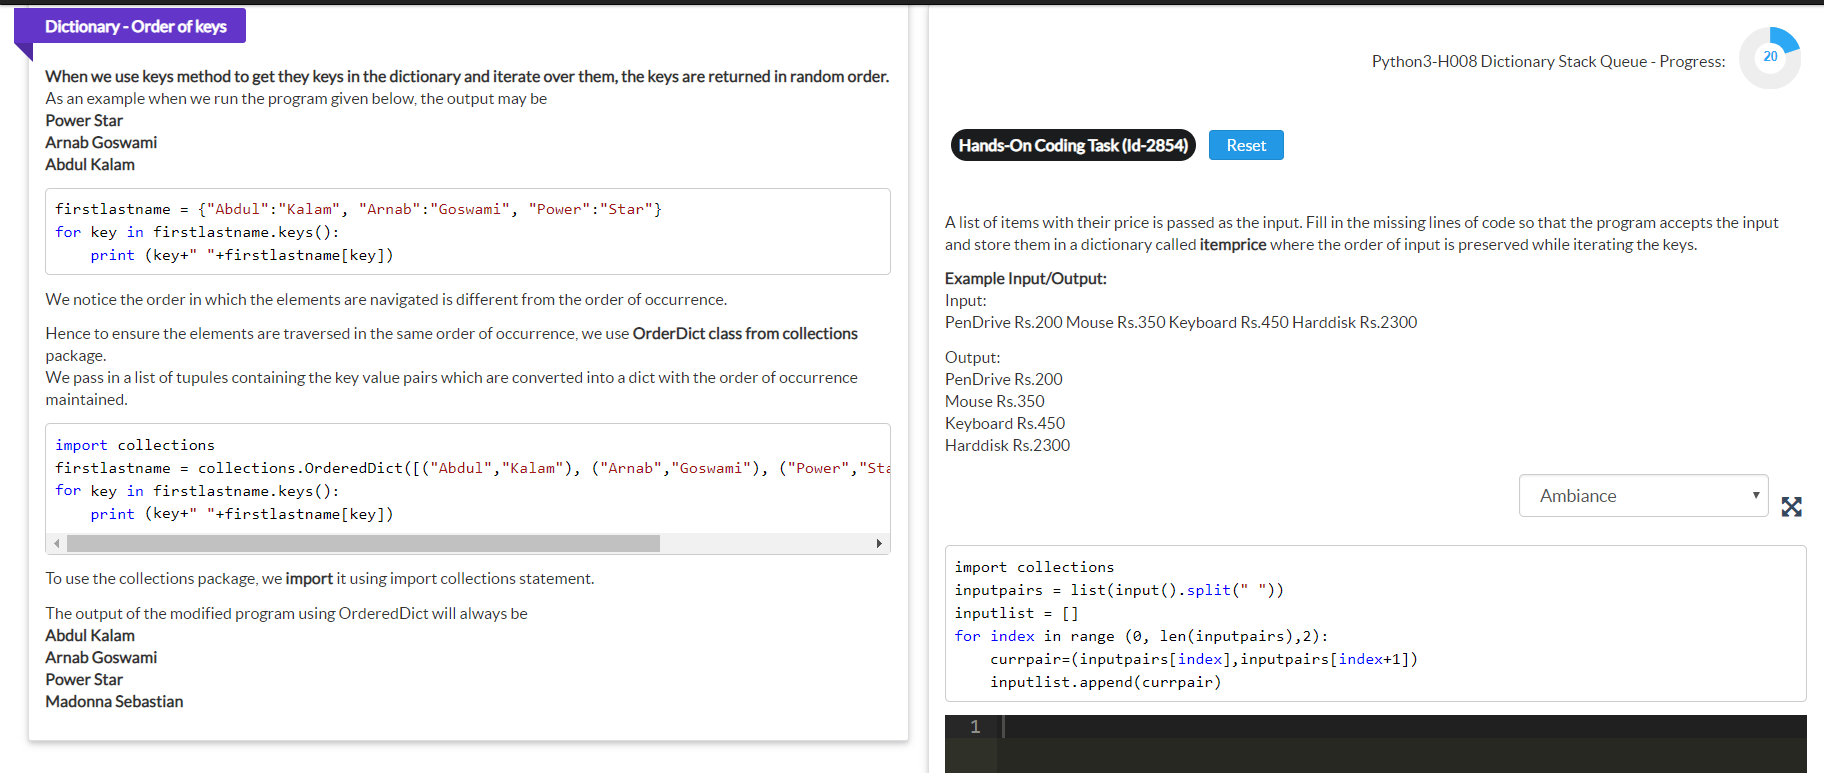 Dictionary - Order of keys
When we use keys method to get they keys in the dictionary and iterate over them, the keys are returned in random order.
As an example when we run the program given below, the output may be
Power Star
Arnab Goswami
Abdul Kalam
firstlastname = {"Abdul":"Kalam", "Arnab":"Goswami", "Power":"Star"}
for key in firstlastname.keys():
    print (key+" "+firstlastname[key])
We notice the order in which the elements are navigated is different from the order of occurrence.
Hence to ensure the elements are traversed in the same order of occurrence, we use OrderDict class from collections
package.
We pass in a list of tupules containing the key value pairs which are converted into a dict with the order of occurrence
maintained.
import collections
firstlastname = collections.OrderedDict([("Abdul","Kalam"), ("Arnab","Goswami"), ("Power","Sta
for key in firstlastname.keys():
    print (key+" "+firstlastname[key])
To use the collections package, we import it using import collections statement.
The output of the modified program using OrderedDict will always be
Abdul Kalam
Arnab Goswami
Power Star
Madonna Sebastian
Python3-H008 Dictionary Stack Queue - Progress:
20
Hands-On Coding Task (Id-2854)
Reset
A list of items with their price is passed as the input. Fill in the missing lines of code so that the program accepts the input
and store them in a dictionary called itemprice where the order of input is preserved while iterating the keys.
Example Input/Output:
Input:
PenDrive Rs.200 Mouse Rs.350 Keyboard Rs.450 Harddisk Rs.2300
Output:
PenDrive Rs.200
Mouse Rs.350
Keyboard Rs.450
Harddisk Rs.2300
Ambiance
import collections
inputpairs = list(input().split(" "))
inputlist = []
for index in range (0, len(inputpairs),2):
    currpair=(inputpairs[index],inputpairs[index+1])
    inputlist.append(currpair)
1